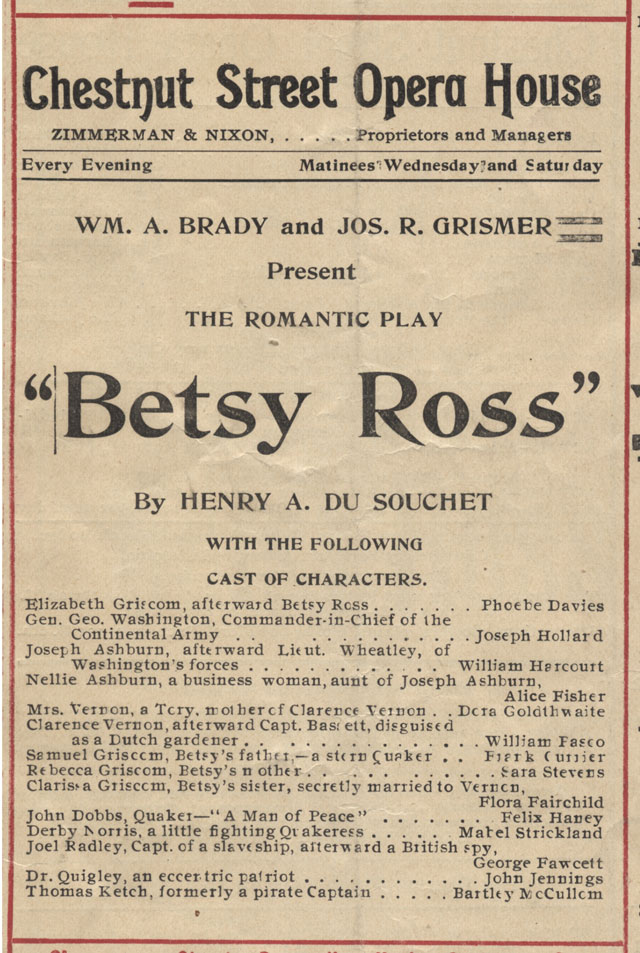 Chestnut Street Opera House
ZIMMERMAN & NIXON, . . . . . Proprietors and Managers
Every Evening Matinees Wednesday and Saturday
WM. A. BRADY and JOS. R. GRISMER
Present
THE ROMANTIC PLAY
"Betsy Ross"
By HENRY A. DU SOUCHET
WITH THE FOLLOWING
CAST OF CHARACTERS.
Elizabeth Griscom, afterward Betsy Ross . . . . . . . Phoebe Davies
Gen. Geo. Washington, Commander-in-Chief of the
Continental Army . . . . . . . . . . . . . Joseph Hollard
Joseph Ashburn, afterward Lieut. Wheatley, of
Washington's forces . . . . . . . . . . . . . William Harcourt
Nellie Ashburn, a business woman, aunt of Joseph Ashburn,
Alice Fisher
Mrs. Vernon, a Tory, mother of Clarence Vernon . . Dora Goldthwaite
Clarence Vernon, afterward Capt. Bassett, disguised
as a Dutch gardener . . . . . . . . . . . . . . William Pasco
Samuel Griscom, Betsy's father,—a stern Quaker . . Frank Currier
Rebecca Griscom, Betsy's mother . . . . . . . . . . Sara Stevens
Clarissa Griscom, Betsy's sister, secretly married to Vernon,
Flora Fairchild
John Dobbs, Quaker—"A Man of Peace" . . . . . . . Felix Haney
Derby Norris, a little fighting Quakeress . . . . . Mabel Strickland
Joel Radley, Capt. of a slaveship, afterward a British spy,
George Fawcett
Dr. Quigley, an eccentric patriot . . . . . . . . . . . . John Jennings
Thomas Ketch, formerly a pirate Captain . . . . . Bartley McCullom